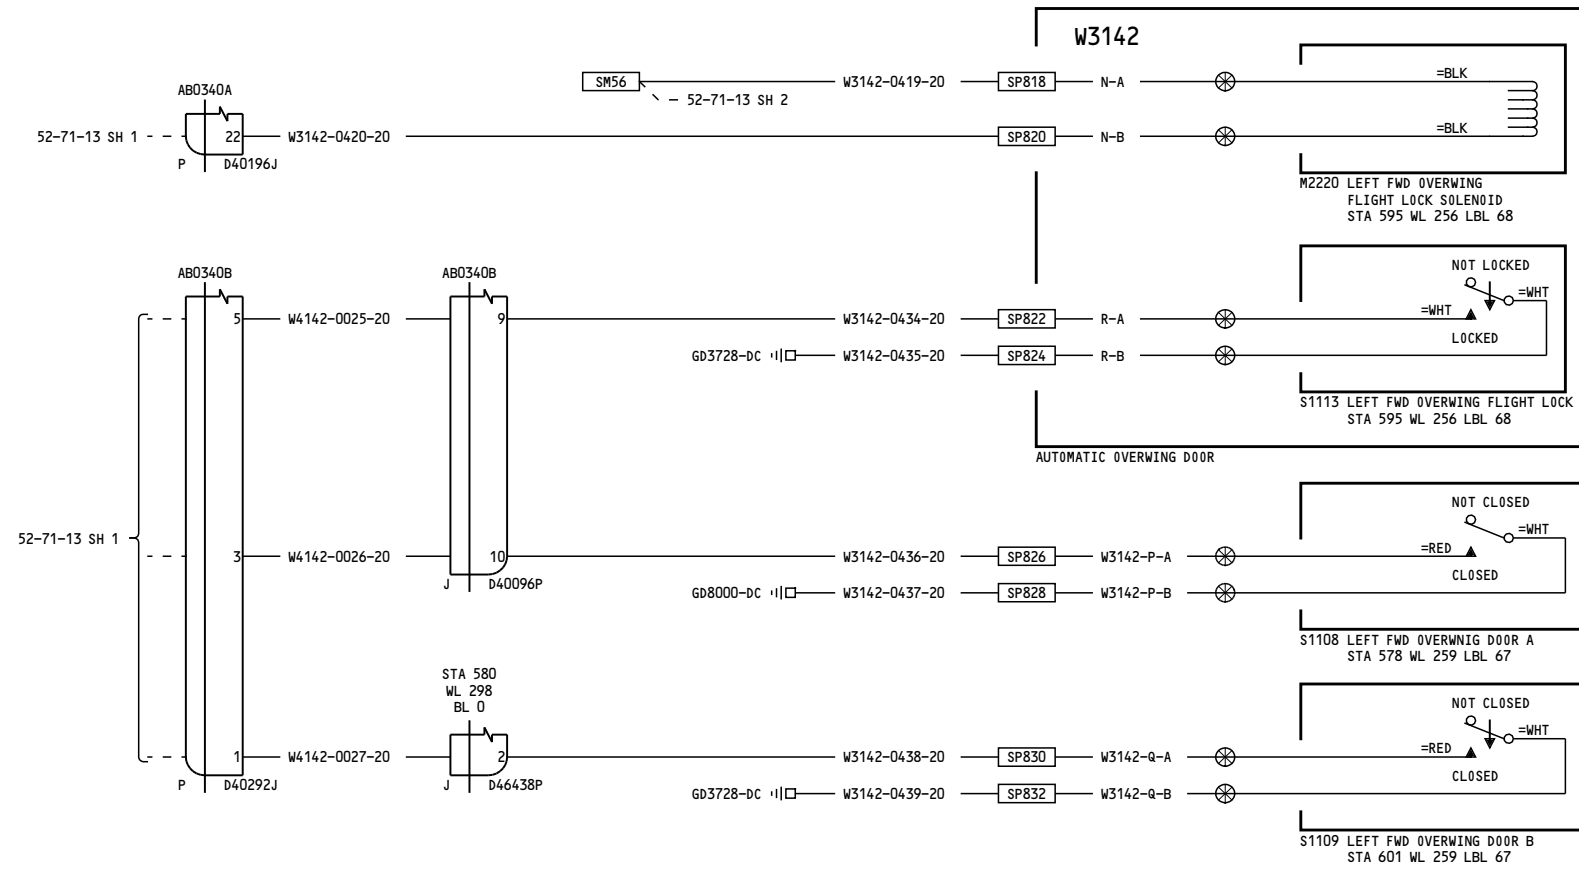 W3142
SM56 W3142-0419-20 SP818 N-A =BLK
52-71-13 SH 2
AB0340A
52-71-13 SH 1 22 W3142-0420-20 SP820 N-B =BLK
P D40196J
M2220 LEFT FWD OVERWING
FLIGHT LOCK SOLENOID
STA 595 WL 256 LBL 68
AB0340B AB0340B
NOT LOCKED
=WHT
5 W4142-0025-20 9 W3142-0434-20 SP822 R-A =WHT
LOCKED
GD3728-DC W3142-0435-20 SP824 R-B
S1113 LEFT FWD OVERWING FLIGHT LOCK
STA 595 WL 256 LBL 68
AUTOMATIC OVERWING DOOR
NOT CLOSED
=WHT
52-71-13 SH 1
3 W4142-0026-20 10 W3142-0436-20 SP826 W3142-P-A =RED
CLOSED
J D40096P
GD8000-DC W3142-0437-20 SP828 W3142-P-B
S1108 LEFT FWD OVERWNIG DOOR A
STA 578 WL 259 LBL 67
STA 580
WL 298
BL 0
NOT CLOSED
=WHT
1 W4142-0027-20 2 W3142-0438-20 SP830 W3142-Q-A =RED
CLOSED
P D40292J J D46438P
GD3728-DC W3142-0439-20 SP832 W3142-Q-B
S1109 LEFT FWD OVERWING DOOR B
STA 601 WL 259 LBL 67